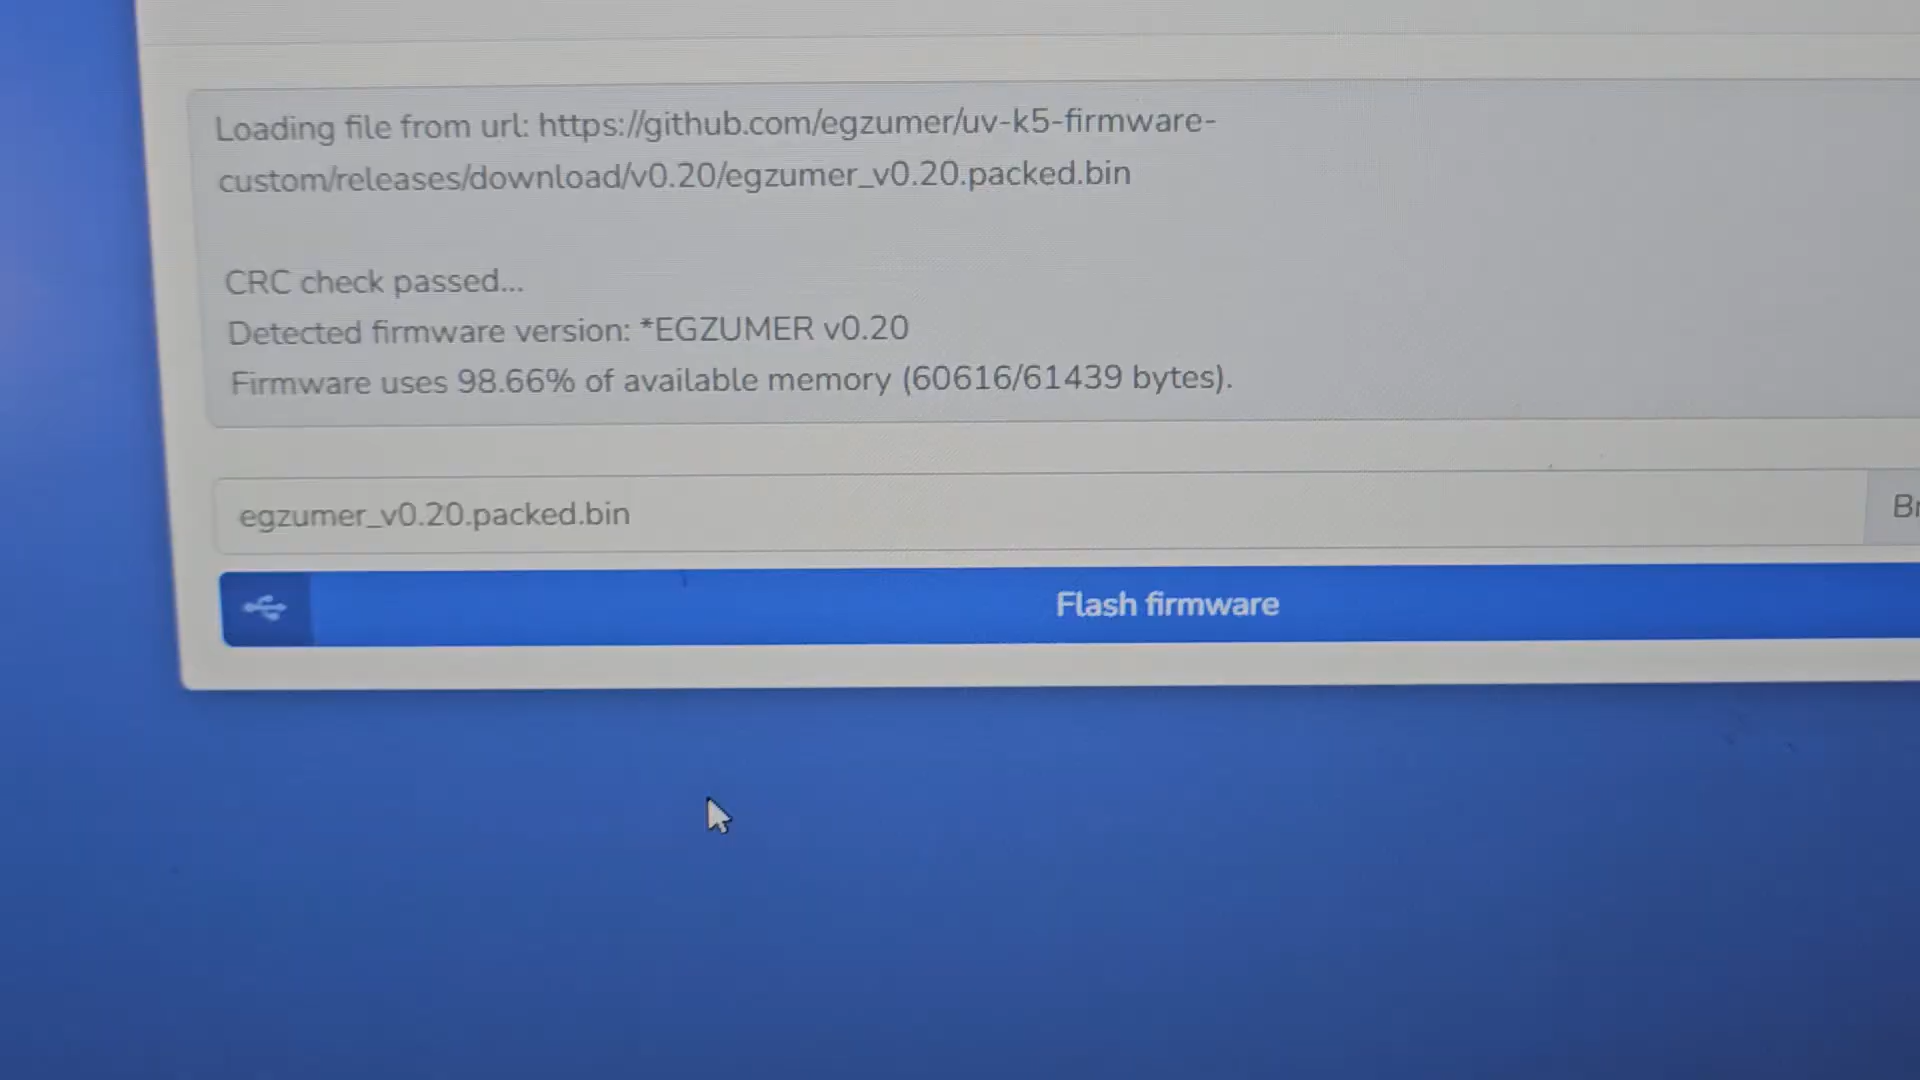 Loading file from url: https://github.com/egzumer/uv-k5-firmware-
custom/releases/download/v0.20/egzumer_v0.20.packed.bin
CRC check passed...
Detected firmware version: *EGZUMER v0.20
Firmware uses 98.66% of available memory (60616/61439 bytes).
egzumer_v0.20.packed.bin
Flash firmware